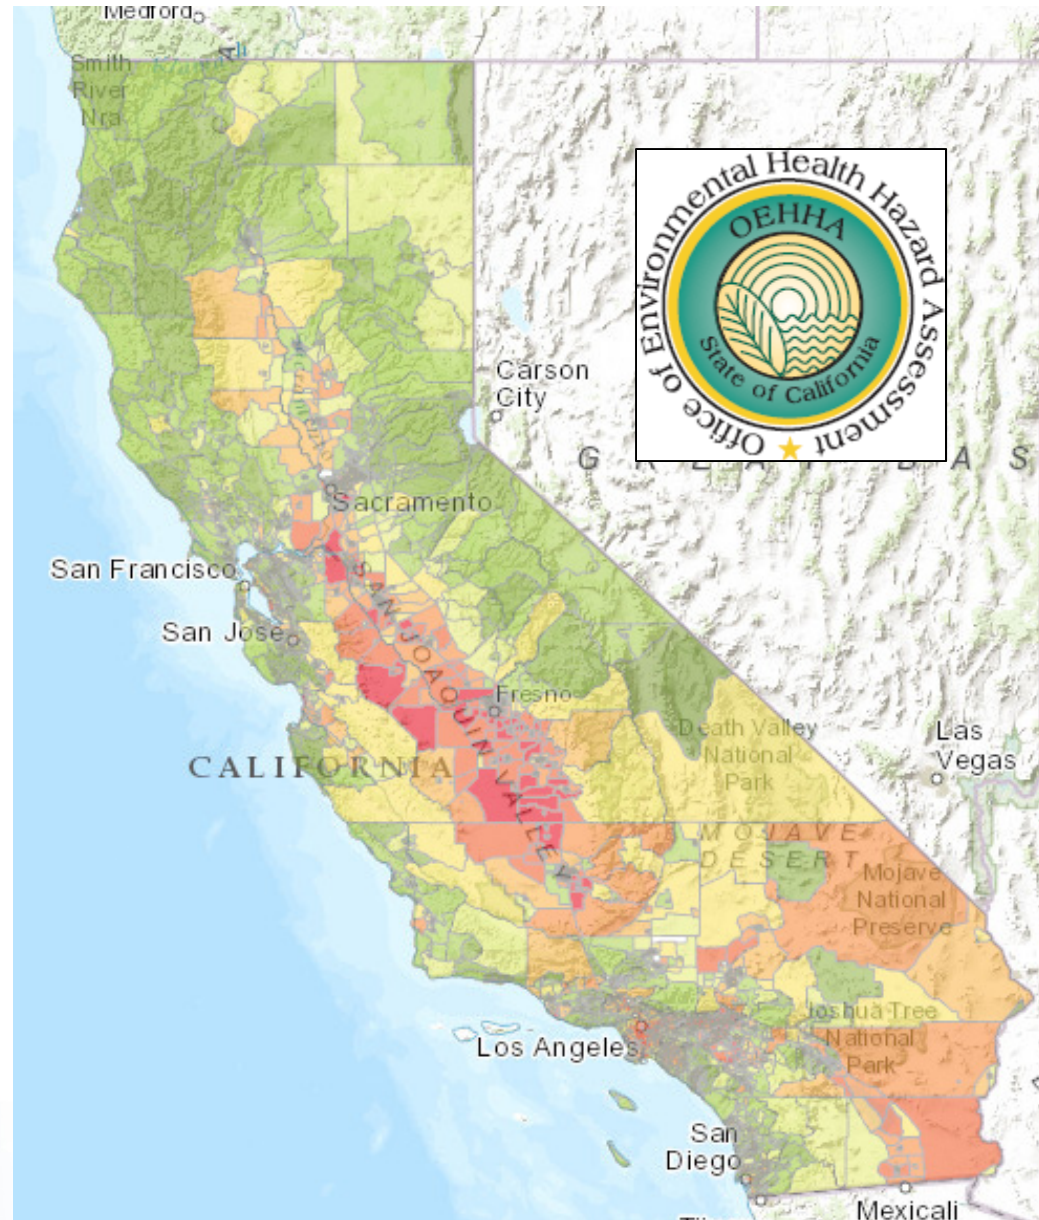 Medford
Smith
River
Nra
Office of Environmental Health Hazard Assessment
OEHHA
State of California
Carson
City
G R E A T B A S
Sacramento
San Francisco
San Jose
SAN JOAQUIN VALLEY
Fresno
Death Valley
National
Park
Las
Vegas
CALIFORNIA
MOJAVE
DESERT
Mojave
National
Preserve
Joshua Tree
National
Park
Los Angeles
San
Diego
Mexicali